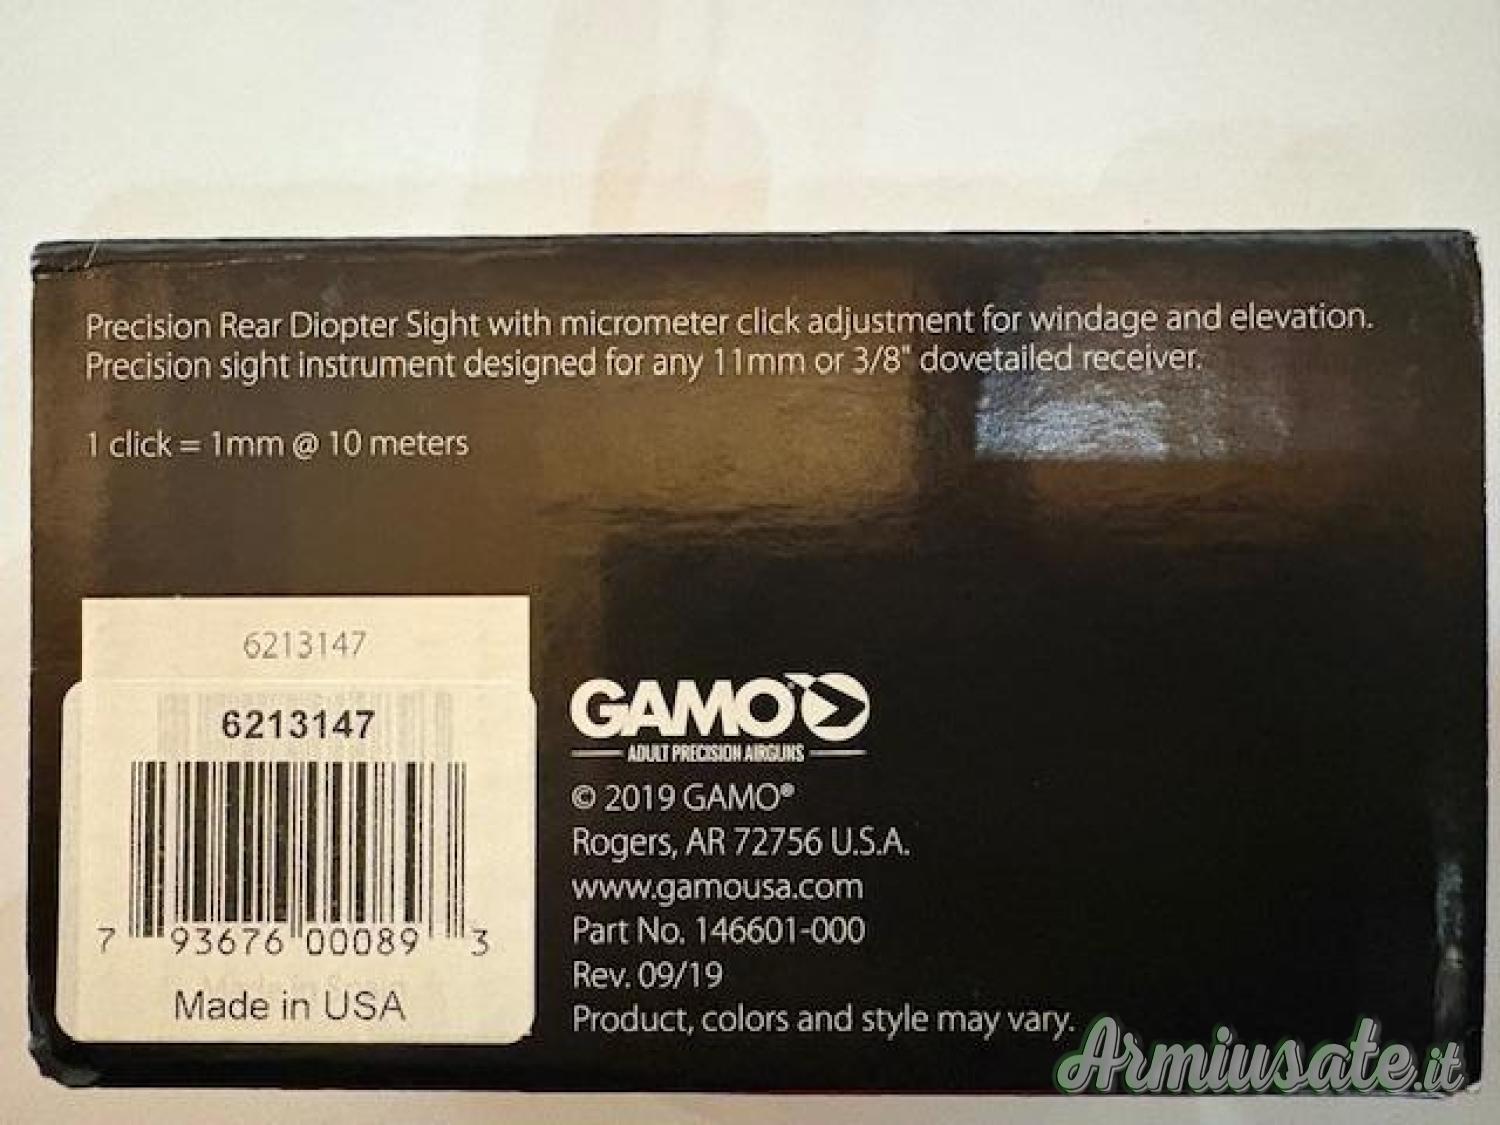 Precision Rear Diopter Sight with micrometer click adjustment for windage and elevation.
Precision sight instrument designed for any 11mm or 3/8" dovetailed receiver.
1 click = 1mm @ 10 meters
6213147
6213147
7 93676 00089 3
Made in USA
GAMO
ADULT PRECISION AIRGUNS
© 2019 GAMO®
Rogers, AR 72756 U.S.A.
www.gamousa.com
Part No. 146601-000
Rev. 09/19
Product, colors and style may vary.
Armiusate.it